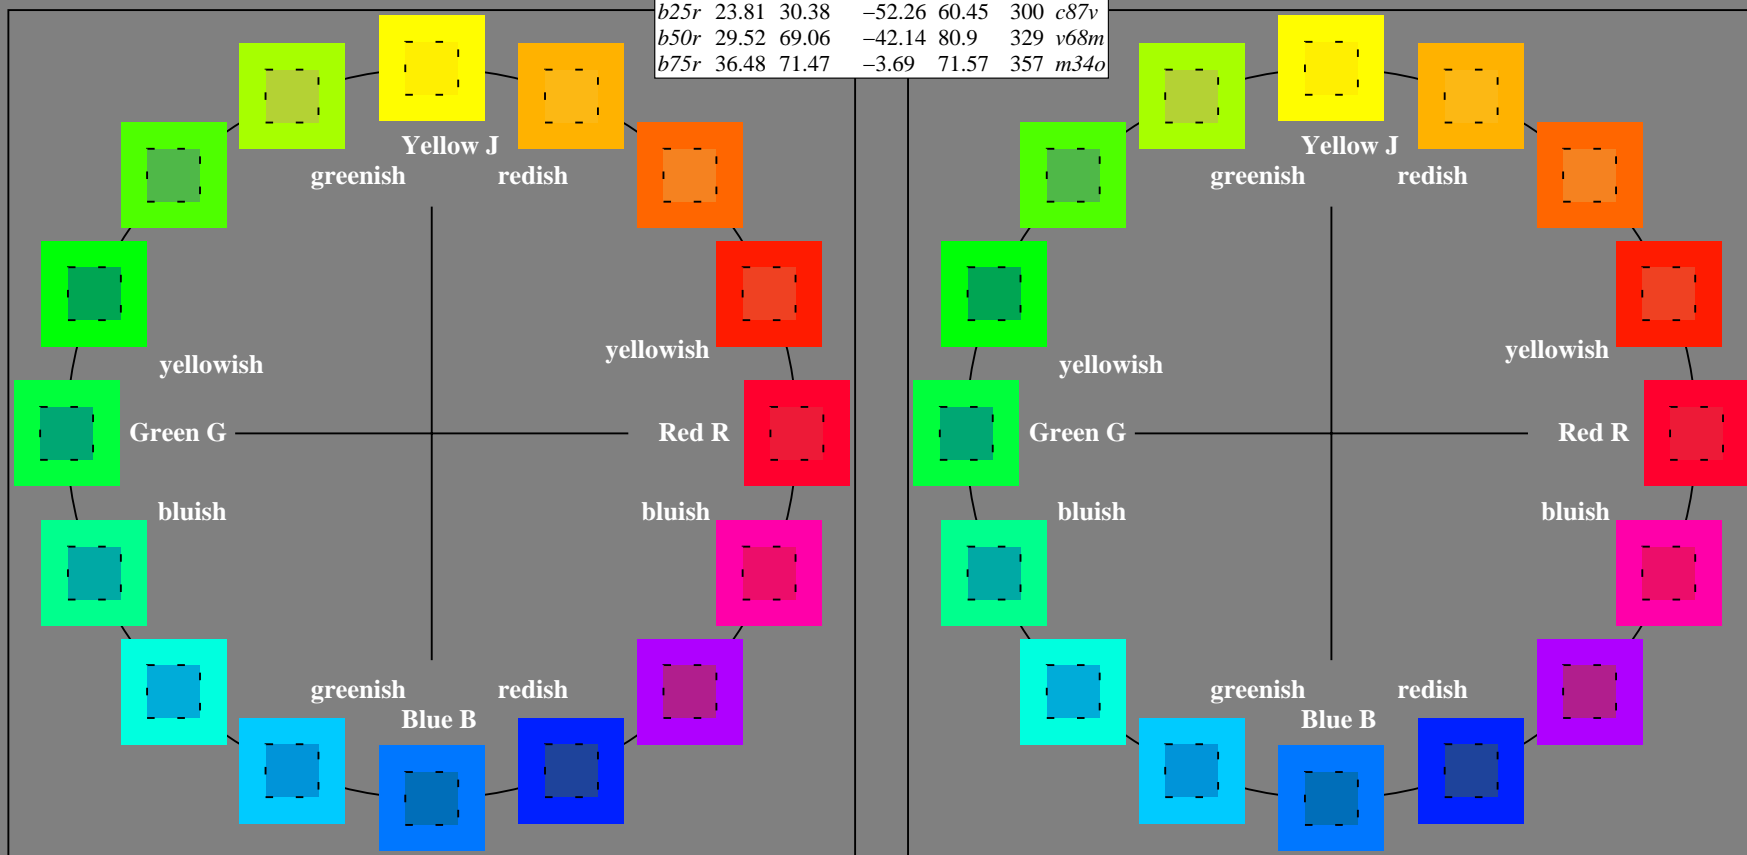 b25r 23.81 30.38 −52.26 60.45 300 c87v
b50r 29.52 69.06 −42.14 80.9 329 v68m
b75r 36.48 71.47 −3.69 71.57 357 m34o
Yellow J
greenish redish
yellowish
yellowish
Green G Red R
bluish bluish
greenish redish
Blue B
Yellow J
greenish redish
yellowish
yellowish
Green G Red R
bluish bluish
greenish redish
Blue B